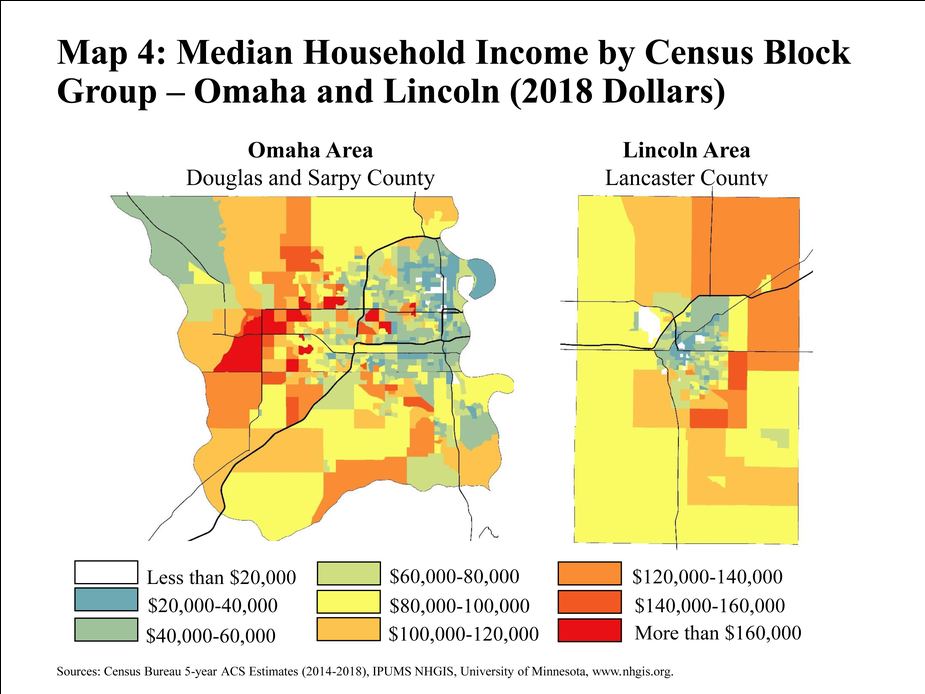 Map 4: Median Household Income by Census Block
Group – Omaha and Lincoln (2018 Dollars)
Omaha Area
Douglas and Sarpy County
Lincoln Area
Lancaster County
Less than $20,000
$20,000-40,000
$40,000-60,000
$60,000-80,000
$80,000-100,000
$100,000-120,000
$120,000-140,000
$140,000-160,000
More than $160,000
Sources: Census Bureau 5-year ACS Estimates (2014-2018), IPUMS NHGIS, University of Minnesota, www.nhgis.org.